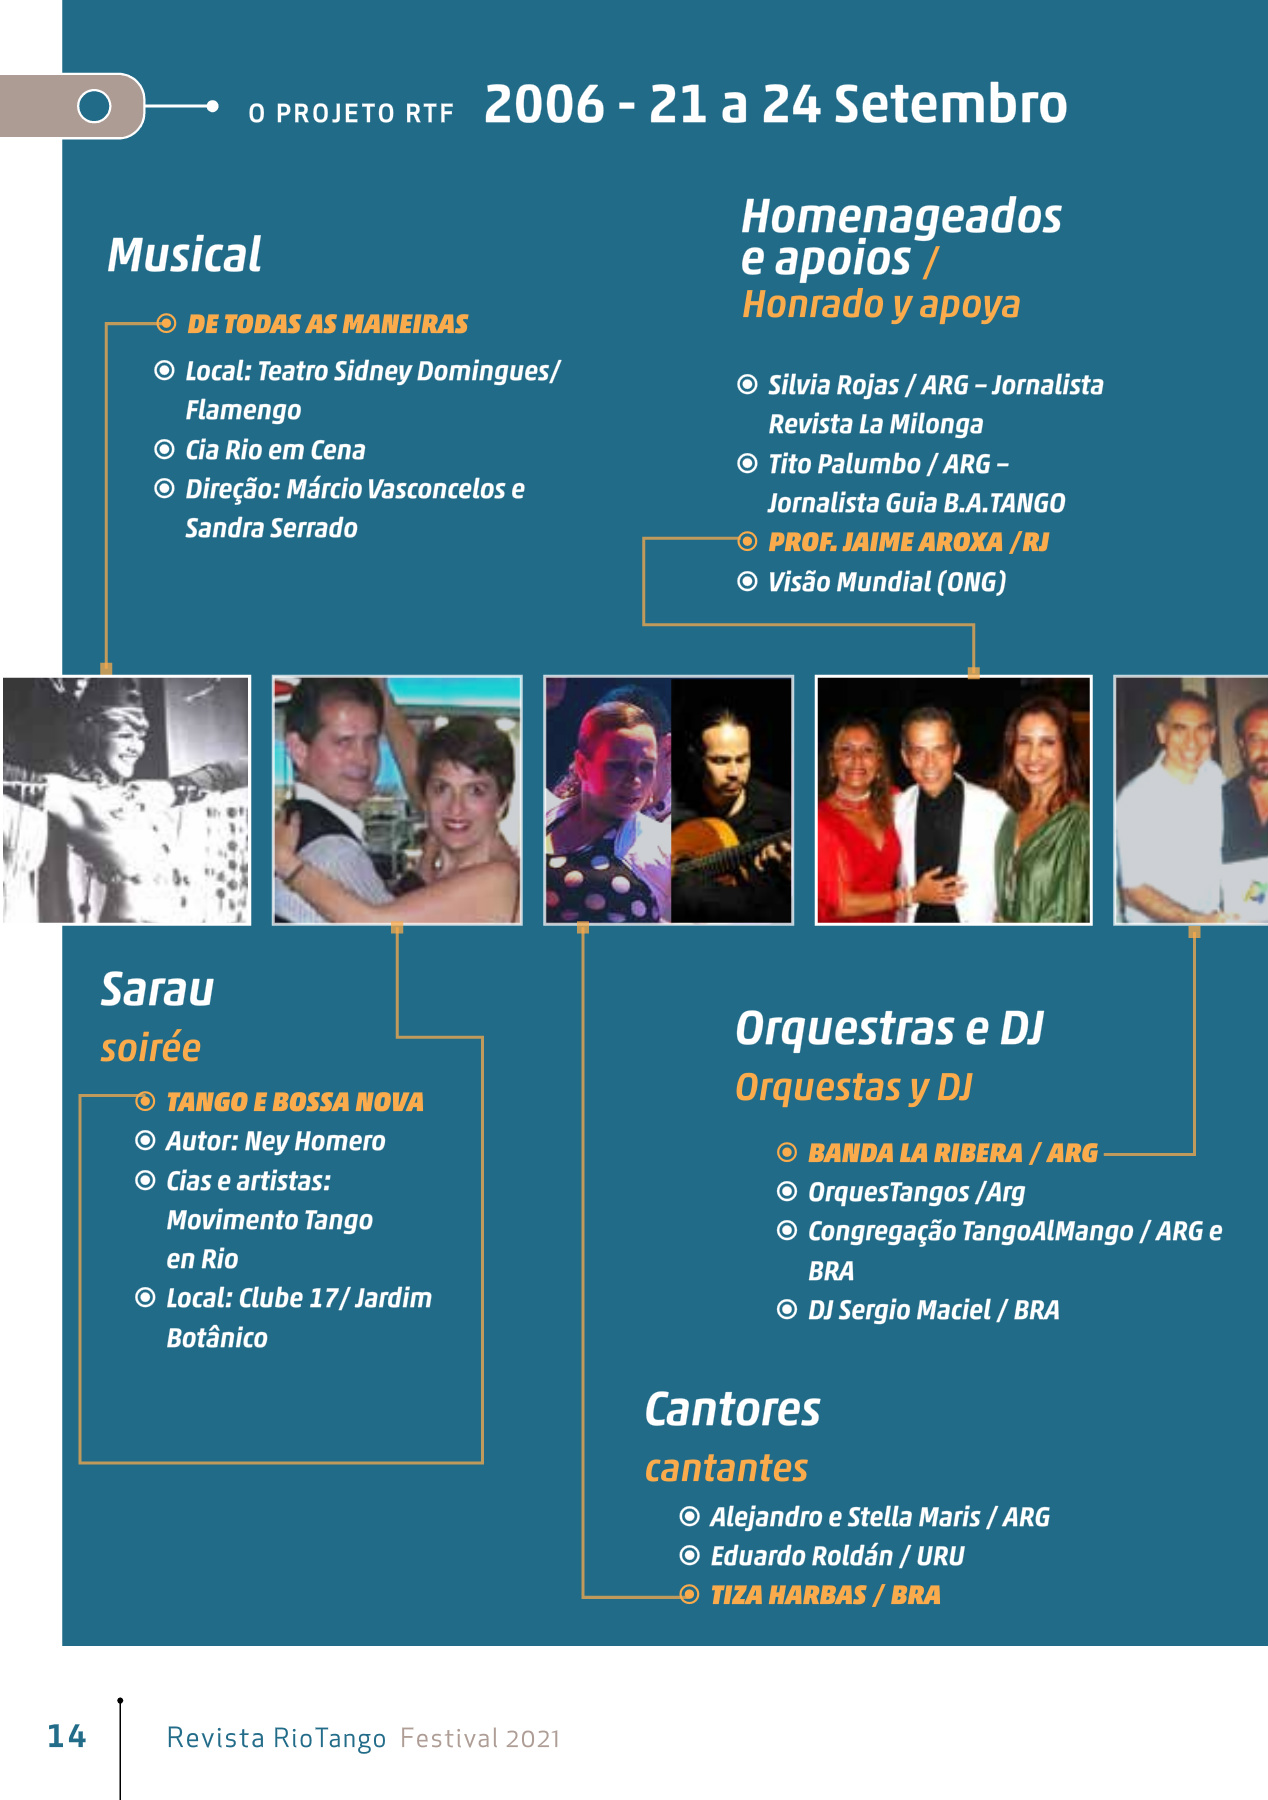 O PROJETO RTF 2006 - 21 a 24 Setembro
Musical
DE TODAS AS MANEIRAS
Local: Teatro Sidney Domingues/
Flamengo
Cia Rio em Cena
Direção: Márcio Vasconcelos e
Sandra Serrado
Homenageados
e apoios /
Honrado y apoya
Silvia Rojas / ARG – Jornalista
Revista La Milonga
Tito Palumbo / ARG –
Jornalista Guia B.A.TANGO
PROF. JAIME AROXA /RJ
Visão Mundial (ONG)
Sarau
soirée
TANGO E BOSSA NOVA
Autor: Ney Homero
Cias e artistas:
Movimento Tango
en Rio
Local: Clube 17/ Jardim
Botânico
Orquestras e DJ
Orquestas y DJ
BANDA LA RIBERA / ARG
OrquesTangos /Arg
Congregação TangoAlMango / ARG e
BRA
DJ Sergio Maciel / BRA
Cantores
cantantes
Alejandro e Stella Maris / ARG
Eduardo Roldán / URU
TIZA HARBAS / BRA
14 Revista RioTango Festival 2021